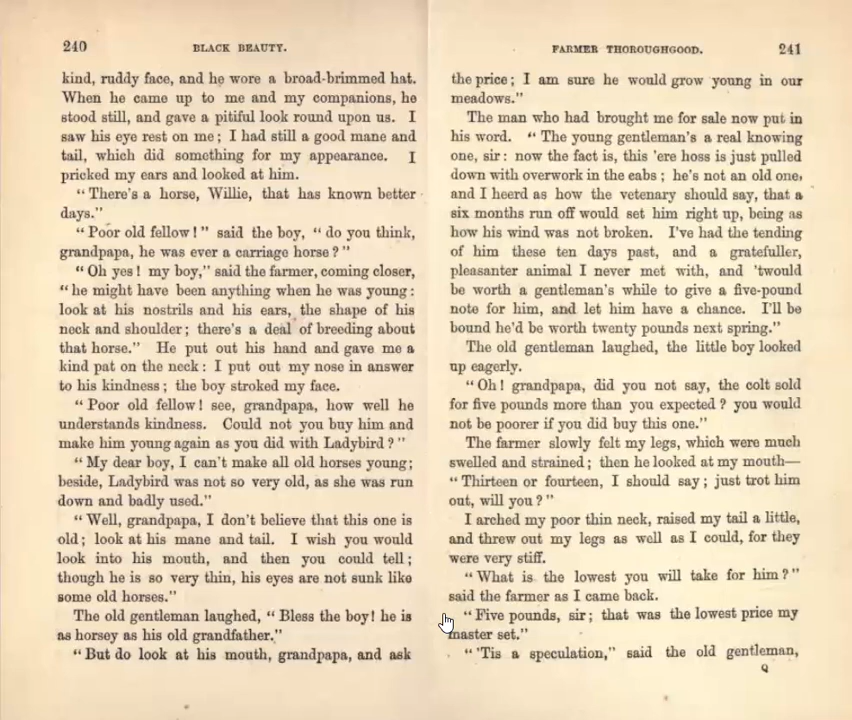 240 BLACK BEAUTY.
kind, ruddy face, and he wore a broad-brimmed hat.
When he came up to me and my companions, he
stood still, and gave a pitiful look round upon us. I
saw his eye rest on me; I had still a good mane and
tail, which did something for my appearance. I
pricked my ears and looked at him.
“There's a horse, Willie, that has known better
days.”
“Poor old fellow!” said the boy, “do you think,
grandpapa, he was ever a carriage horse?”
“Oh yes! my boy,” said the farmer, coming closer,
“he might have been anything when he was young:
look at his nostrils and his ears, the shape of his
neck and shoulder; there's a deal of breeding about
that horse.” He put out his hand and gave me a
kind pat on the neck: I put out my nose in answer
to his kindness; the boy stroked my face.
“Poor old fellow! see, grandpapa, how well he
understands kindness. Could not you buy him and
make him young again as you did with Ladybird?”
“My dear boy, I can't make all old horses young;
beside, Ladybird was not so very old, as she was run
down and badly used.”
“Well, grandpapa, I don't believe that this one is
old; look at his mane and tail. I wish you would
look into his mouth, and then you could tell;
though he is so very thin, his eyes are not sunk like
some old horses.”
The old gentleman laughed, “Bless the boy! he is
as horsey as his old grandfather.”
“But do look at his mouth, grandpapa, and ask
FARMER THOROUGHGOOD. 241
the price; I am sure he would grow young in our
meadows.”
The man who had brought me for sale now put in
his word. “The young gentleman's a real knowing
one, sir: now the fact is, this 'ere hoss is just pulled
down with overwork in the eabs; he's not an old one,
and I heerd as how the vetenary should say, that a
six months run off would set him right up, being as
how his wind was not broken. I've had the tending
of him these ten days past, and a gratefuller,
pleasanter animal I never met with, and 'twould
be worth a gentleman's while to give a five-pound
note for him, and let him have a chance. I'll be
bound he'd be worth twenty pounds next spring.”
The old gentleman laughed, the little boy looked
up eagerly.
“Oh! grandpapa, did you not say, the colt sold
for five pounds more than you expected? you would
not be poorer if you did buy this one.”
The farmer slowly felt my legs, which were much
swelled and strained; then he looked at my mouth—
“Thirteen or fourteen, I should say; just trot him
out, will you?”
I arched my poor thin neck, raised my tail a little,
and threw out my legs as well as I could, for they
were very stiff.
“What is the lowest you will take for him?”
said the farmer as I came back.
“Five pounds, sir; that was the lowest price my
master set.”
“'Tis a speculation,” said the old gentleman,
Q